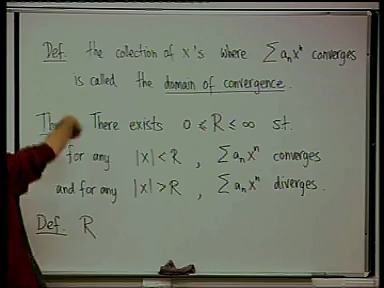 Def. the collection of x's where ∑ aₙxⁿ converges
is called the domain of convergence.
There exists 0 ≤ R ≤ ∞ s.t.
for any |x| < R , ∑ aₙxⁿ converges
and for any |x| > R , ∑ aₙxⁿ diverges.
Def. R